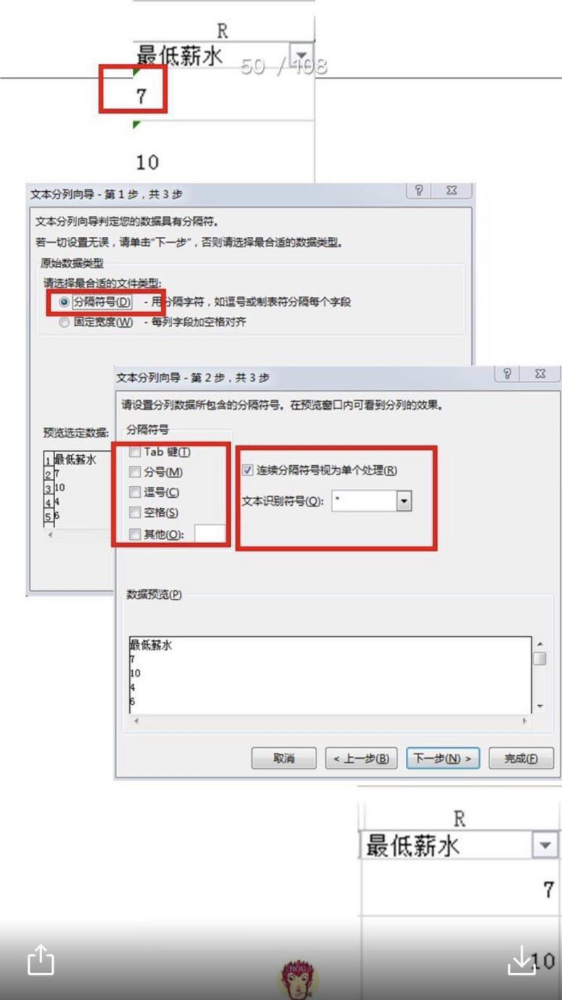 R
最低薪水
50 / 108
7
10
文本分列向导 - 第 1 步，共 3 步
文本分列向导判定您的数据具有分隔符。
若一切设置无误，请单击“下一步”，否则请选择最合适的数据类型。
原始数据类型
请选择最合适的文件类型:
分隔符号(D) - 用分隔字符，如逗号或制表符分隔每个字段
固定宽度(W) - 每列字段加空格对齐
预览选定数据:
1 最低薪水
2 7
3 10
4 4
5 6
文本分列向导 - 第 2 步，共 3 步
请设置分列数据所包含的分隔符号。在预览窗口内可看到分列的效果。
分隔符号
Tab 键(T)
分号(M)
逗号(C)
空格(S)
其他(O):
连续分隔符号视为单个处理(R)
文本识别符号(Q): "
数据预览(P)
最低薪水
7
10
4
6
取消
< 上一步(B)
下一步(N) >
完成(F)
R
最低薪水
7
10
HOU